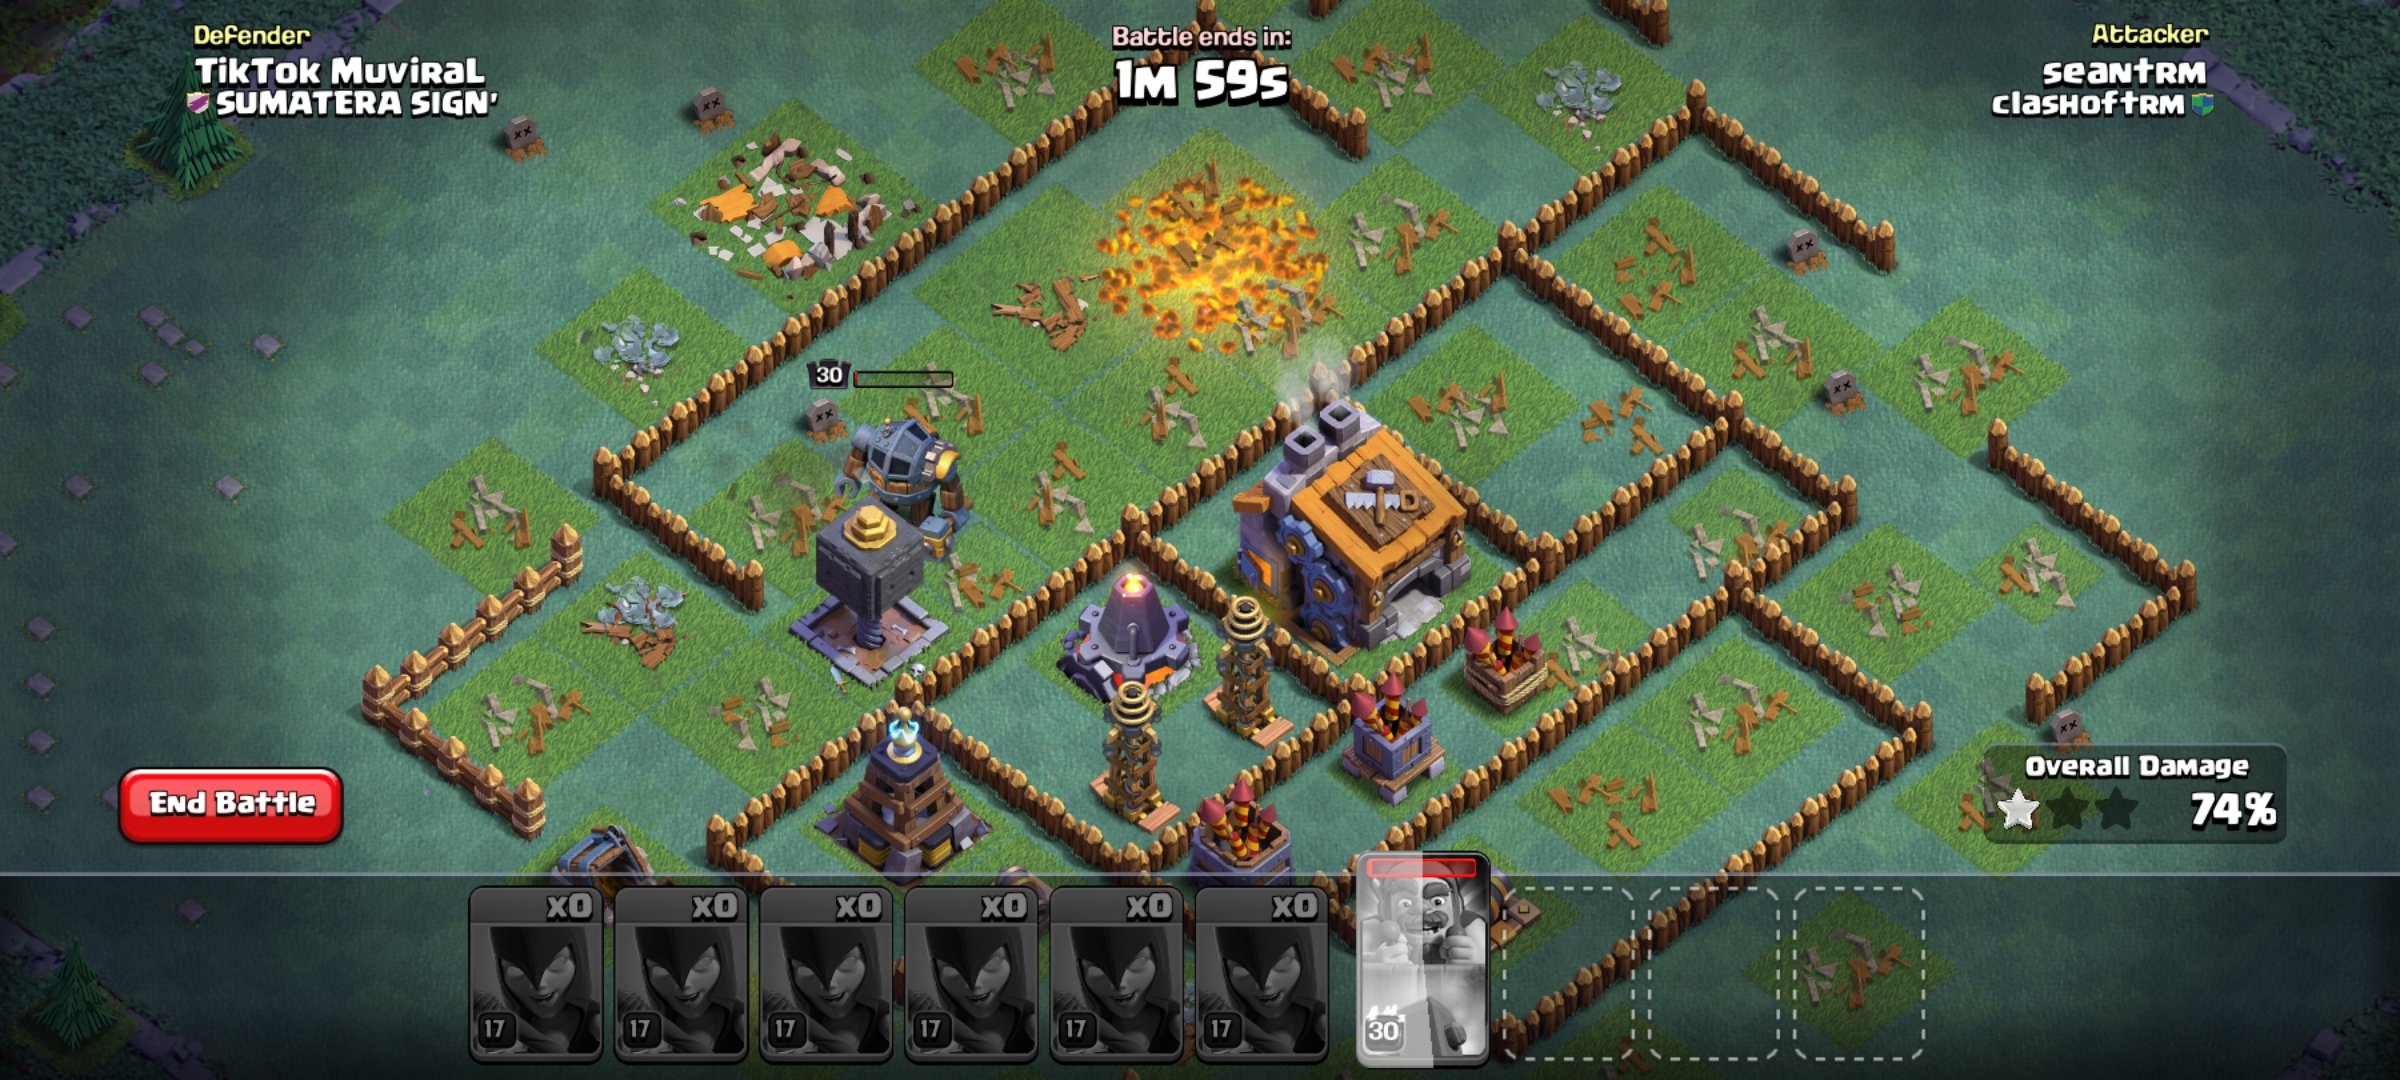 Defender
TikTok MuviraL
SUMATERA SIGN'
Battle ends in:
1M 59s
Attacker
seantRM
clashoftRM
30
End Battle
Overall Damage
74%
x0 x0 x0 x0 x0 x0
17 17 17 17 17 17 30